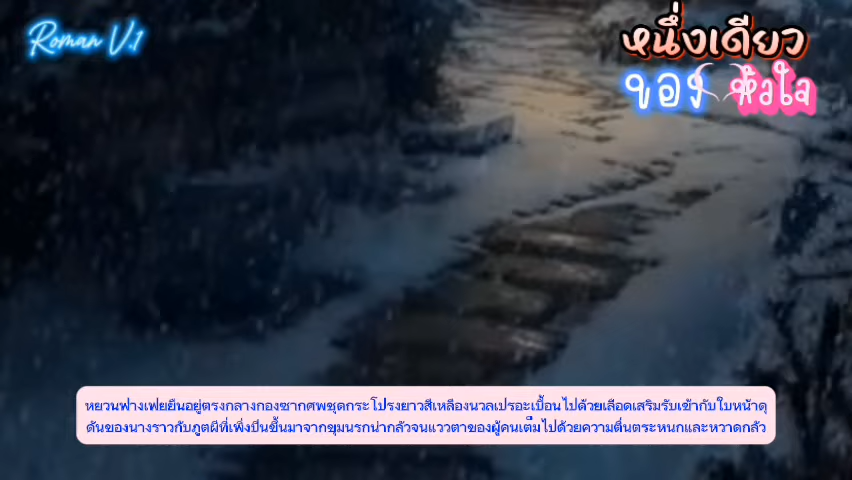 Roman V.1
หนึ่งเดียว
ของ หัวใจ
หยวนฟางเฟยยืนอยู่ตรงกลางกองซากศพชุดกระโปรงยาวสีเหลืองนวลเปรอะเปื้อนไปด้วยเลือดเสริมรับเข้ากับใบหน้าดุ
ดันของนางราวกับภูตผีที่เพิ่งปีนขึ้นมาจากขุมนรกน่ากลัวจนแววตาของผู้คนเต็มไปด้วยความตื่นตระหนกและหวาดกลัว